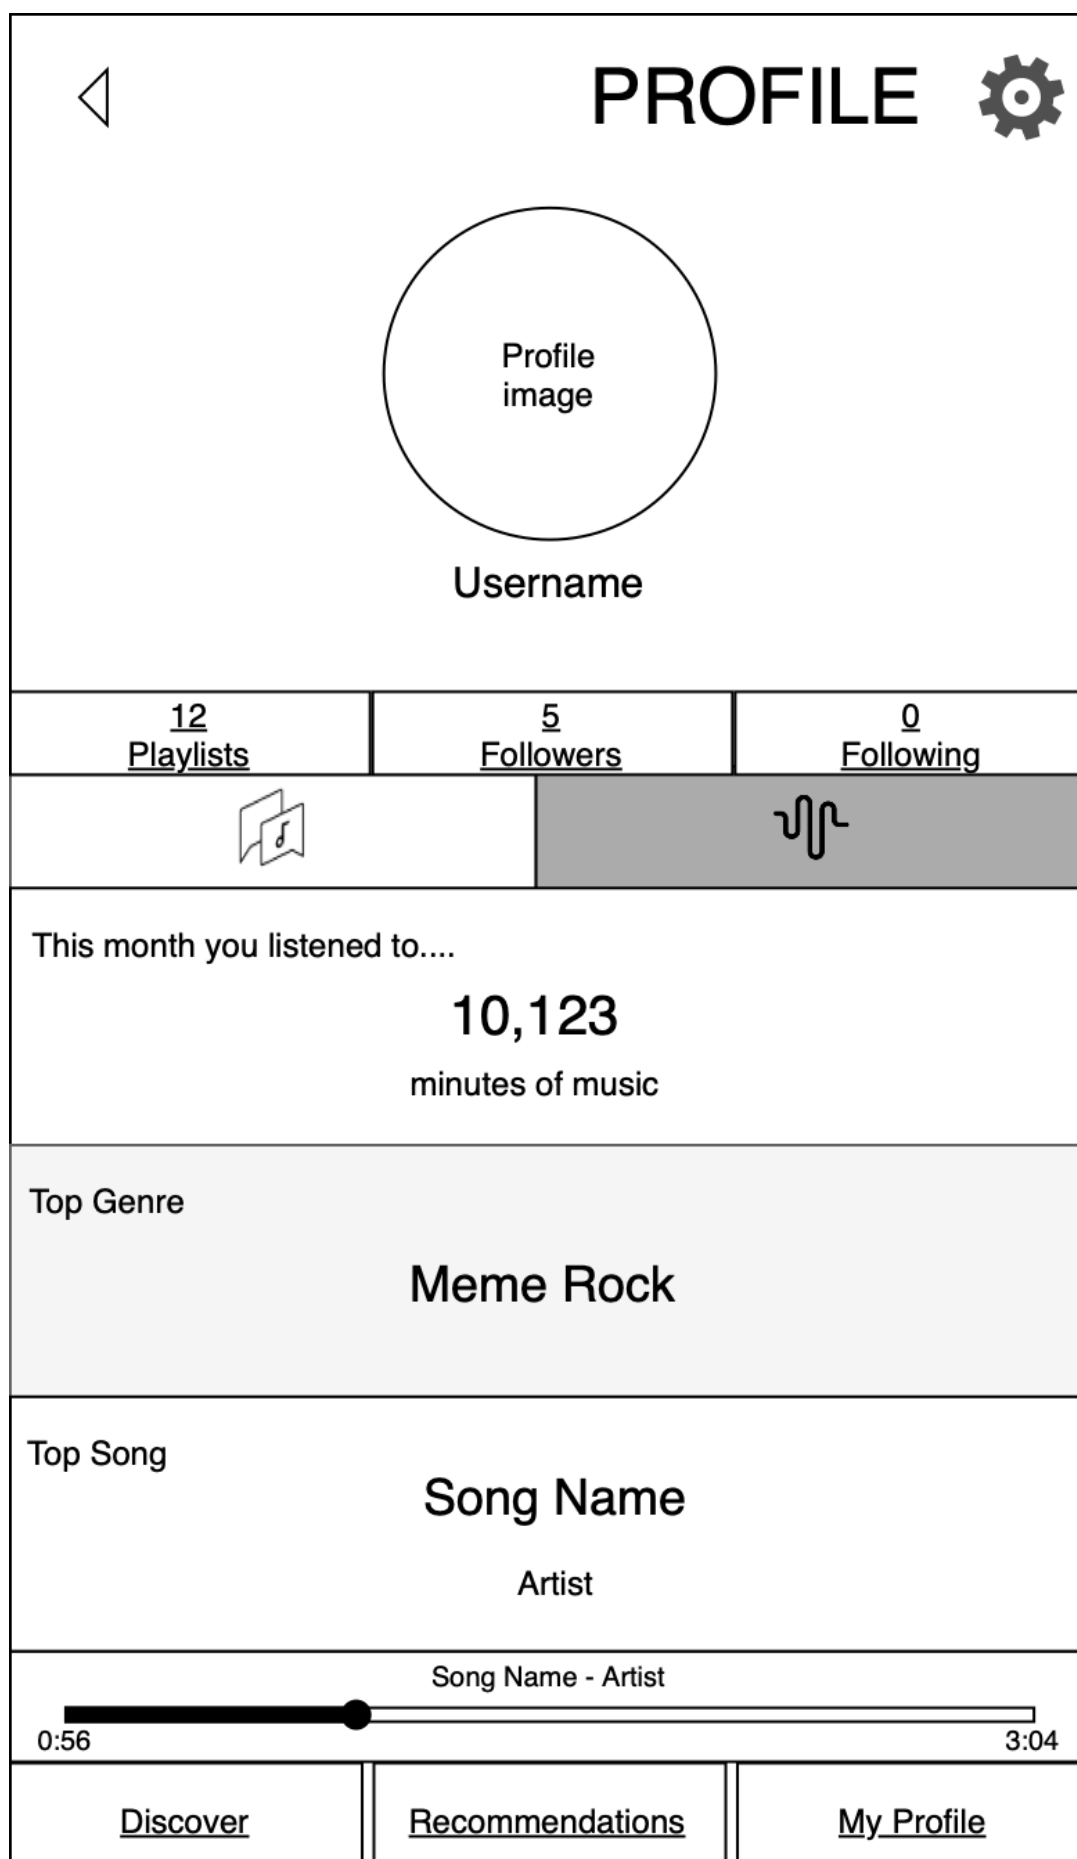 PROFILE
Profile
image
Username
12
Playlists
5
Followers
0
Following
This month you listened to....
10,123
minutes of music
Top Genre
Meme Rock
Top Song
Song Name
Artist
Song Name - Artist
0:56
3:04
Discover
Recommendations
My Profile